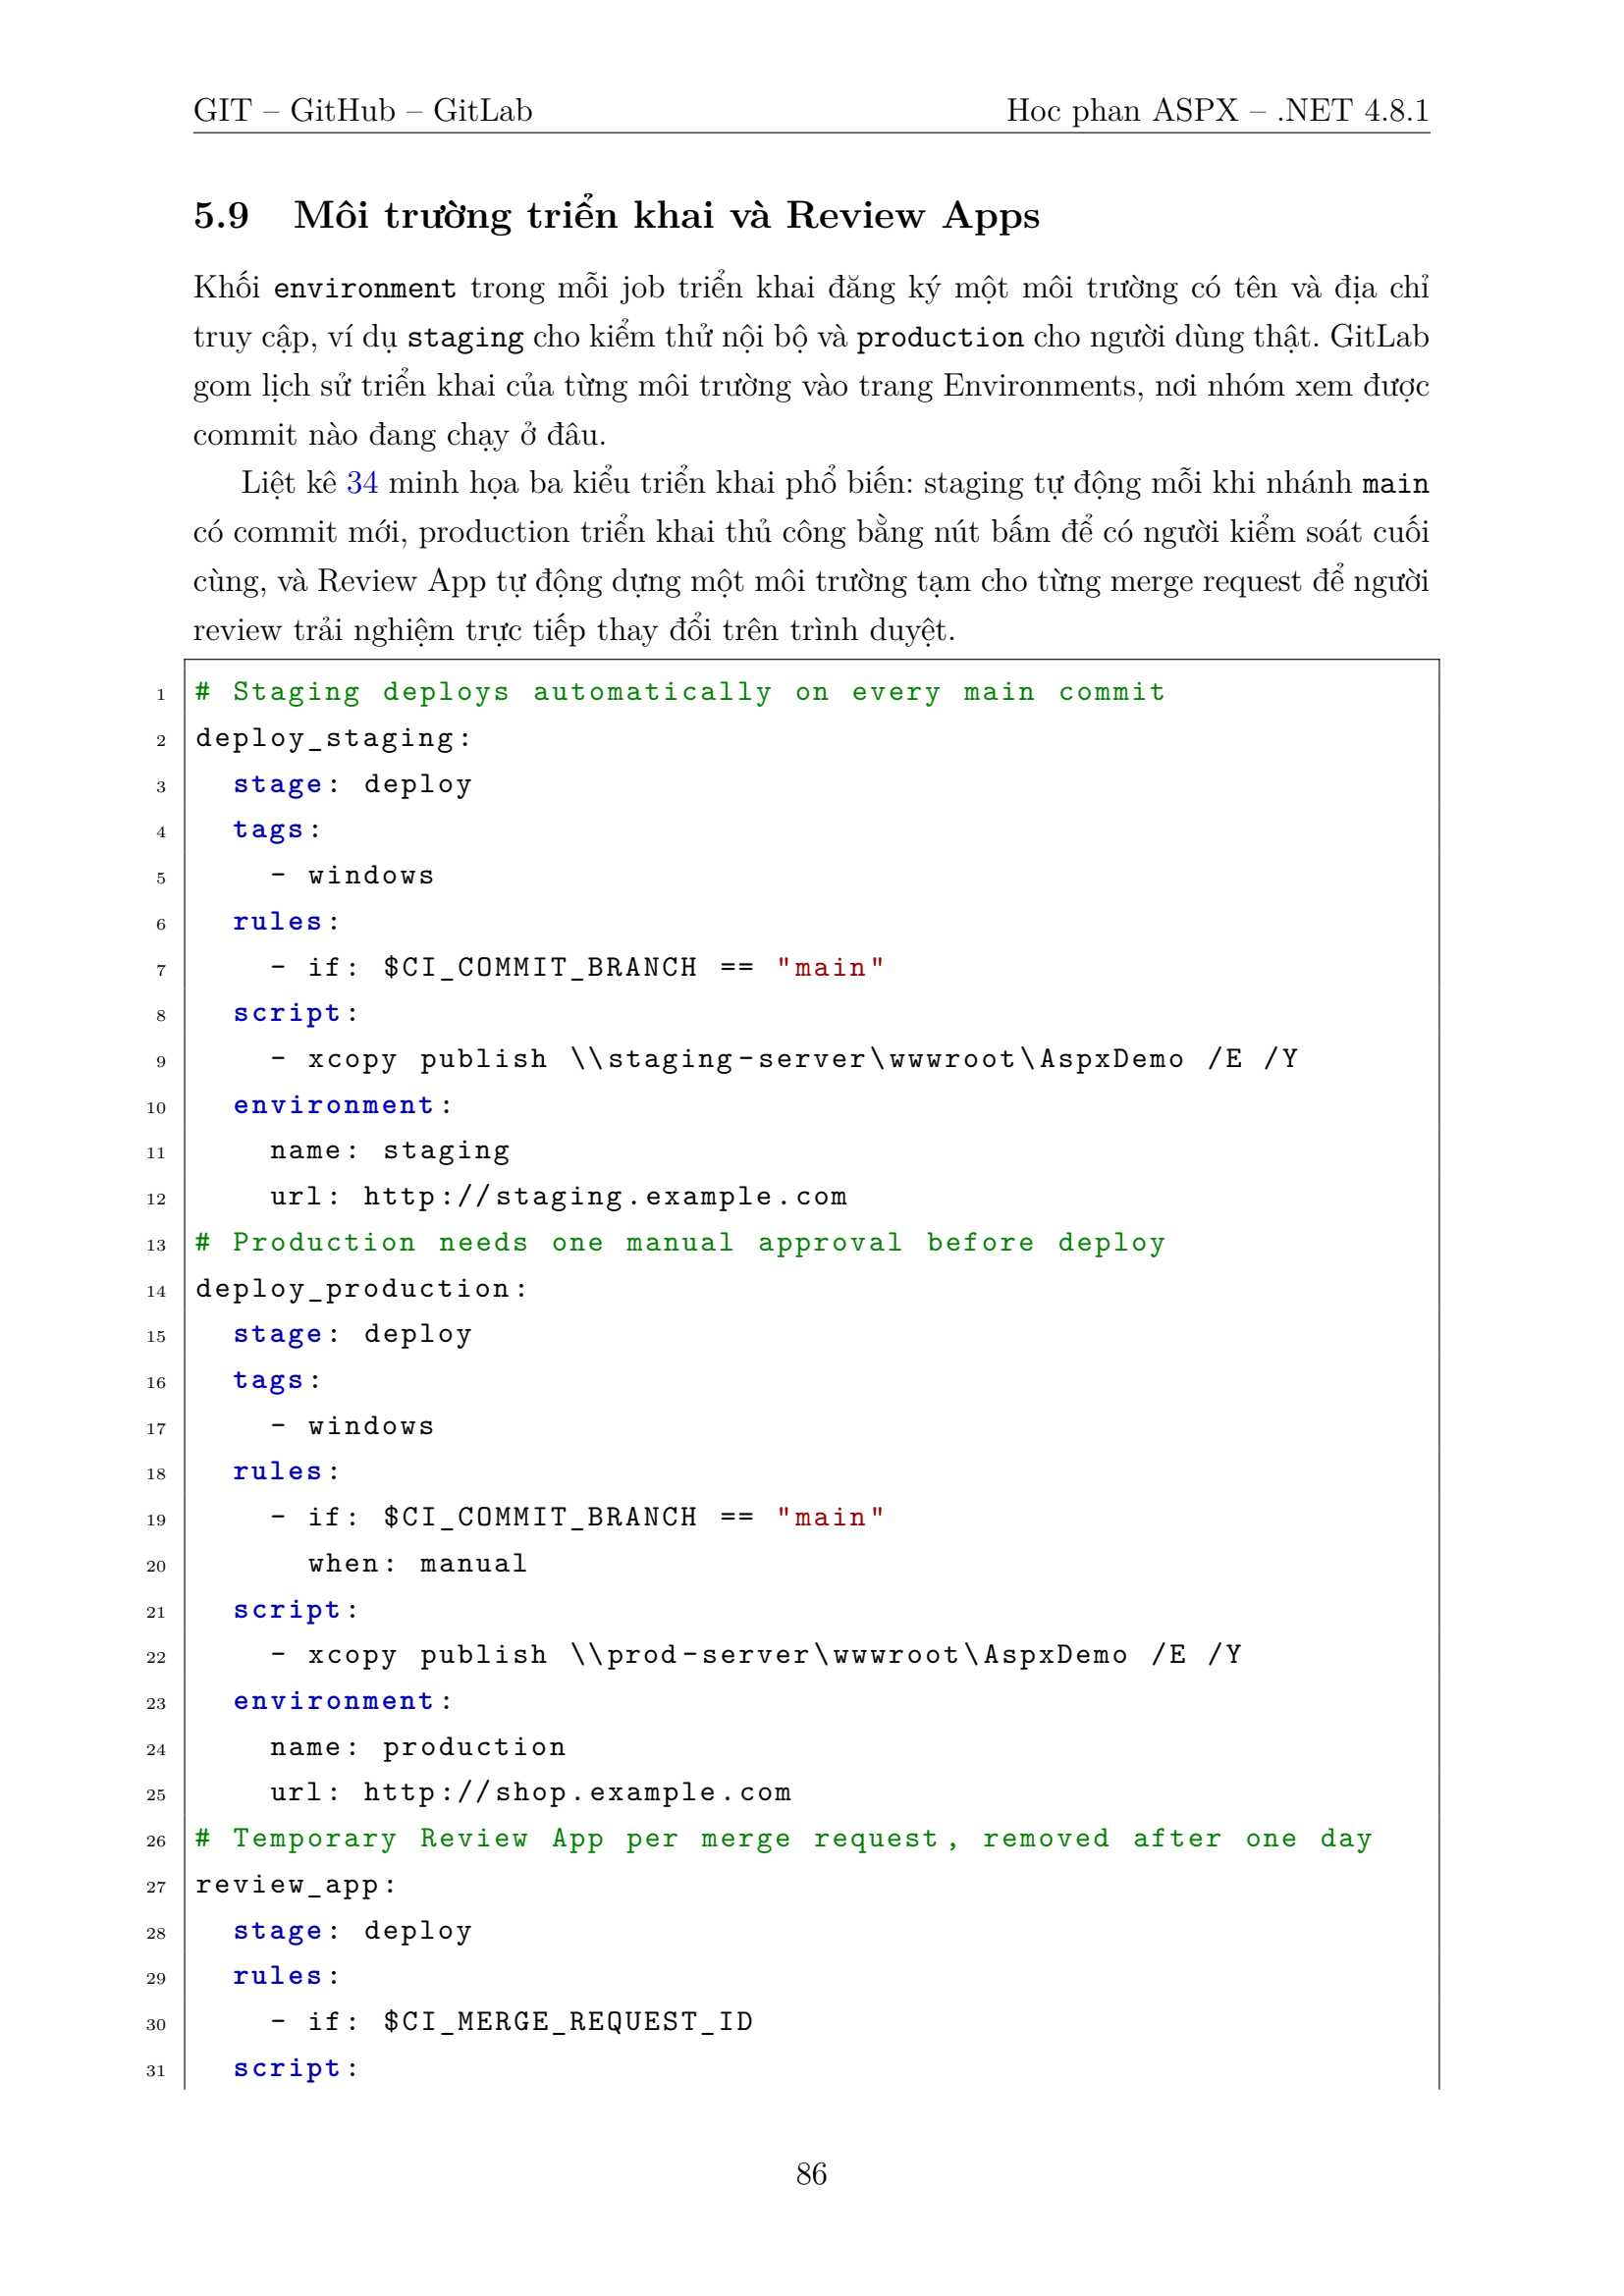 GIT – GitHub – GitLab Hoc phan ASPX – .NET 4.8.1
5.9 Môi trường triển khai và Review Apps
Khối environment trong mỗi job triển khai đăng ký một môi trường có tên và địa chỉ
truy cập, ví dụ staging cho kiểm thử nội bộ và production cho người dùng thật. GitLab
gom lịch sử triển khai của từng môi trường vào trang Environments, nơi nhóm xem được
commit nào đang chạy ở đâu.
Liệt kê 34 minh họa ba kiểu triển khai phổ biến: staging tự động mỗi khi nhánh main
có commit mới, production triển khai thủ công bằng nút bấm để có người kiểm soát cuối
cùng, và Review App tự động dựng một môi trường tạm cho từng merge request để người
review trải nghiệm trực tiếp thay đổi trên trình duyệt.
1 # Staging deploys automatically on every main commit
2 deploy_staging:
3   stage: deploy
4   tags:
5     - windows
6   rules:
7     - if: $CI_COMMIT_BRANCH == "main"
8   script:
9     - xcopy publish \\staging-server\wwwroot\AspxDemo /E /Y
10   environment:
11     name: staging
12     url: http://staging.example.com
13 # Production needs one manual approval before deploy
14 deploy_production:
15   stage: deploy
16   tags:
17     - windows
18   rules:
19     - if: $CI_COMMIT_BRANCH == "main"
20       when: manual
21   script:
22     - xcopy publish \\prod-server\wwwroot\AspxDemo /E /Y
23   environment:
24     name: production
25     url: http://shop.example.com
26 # Temporary Review App per merge request, removed after one day
27 review_app:
28   stage: deploy
29   rules:
30     - if: $CI_MERGE_REQUEST_ID
31   script:
86